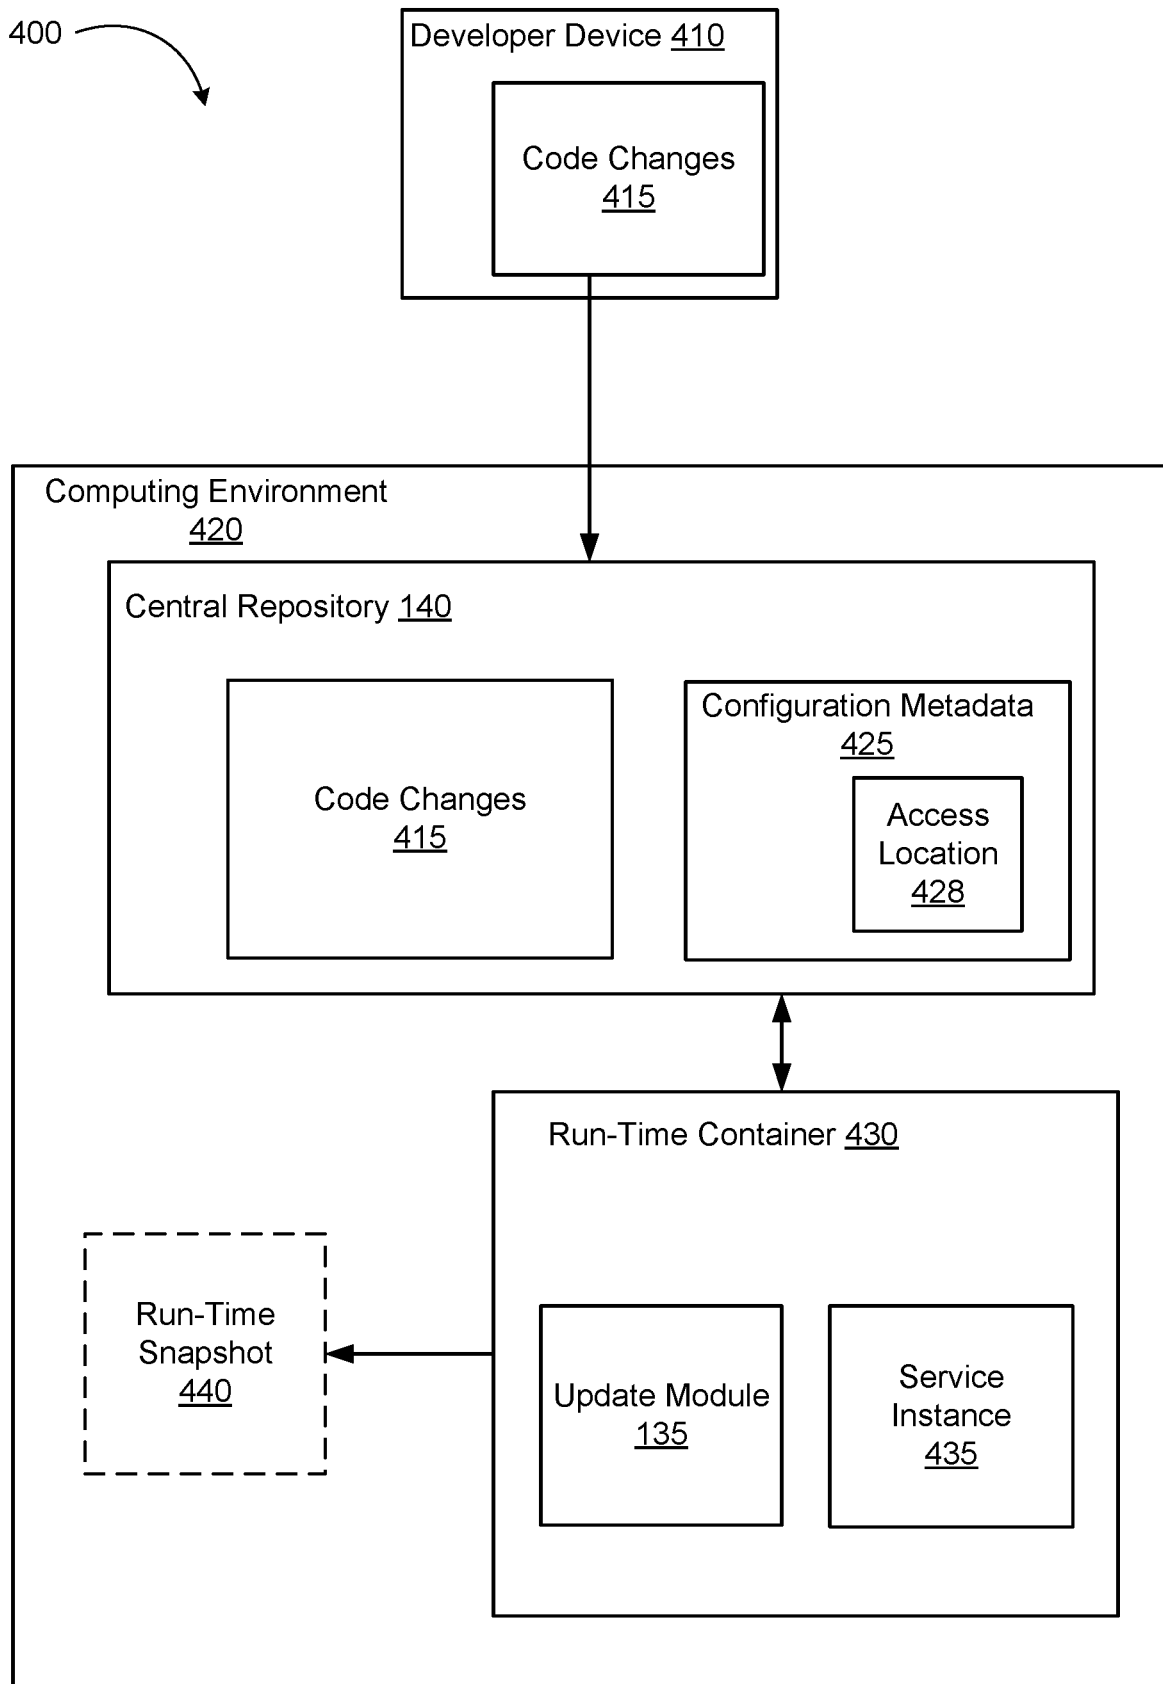 400
Developer Device 410
Code Changes
415
Computing Environment
420
Central Repository 140
Code Changes
415
Configuration Metadata
425
Access
Location
428
Run-Time Container 430
Run-Time
Snapshot
440
Update Module
135
Service
Instance
435